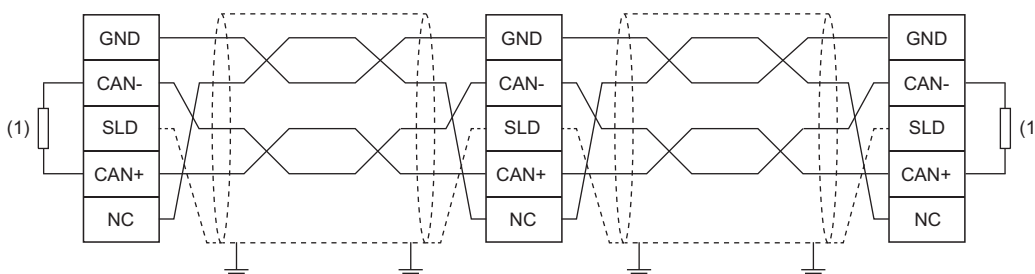 GND GND GND
CAN- CAN- CAN-
(1) SLD SLD SLD (1
CAN+ CAN+ CAN+
NC NC NC